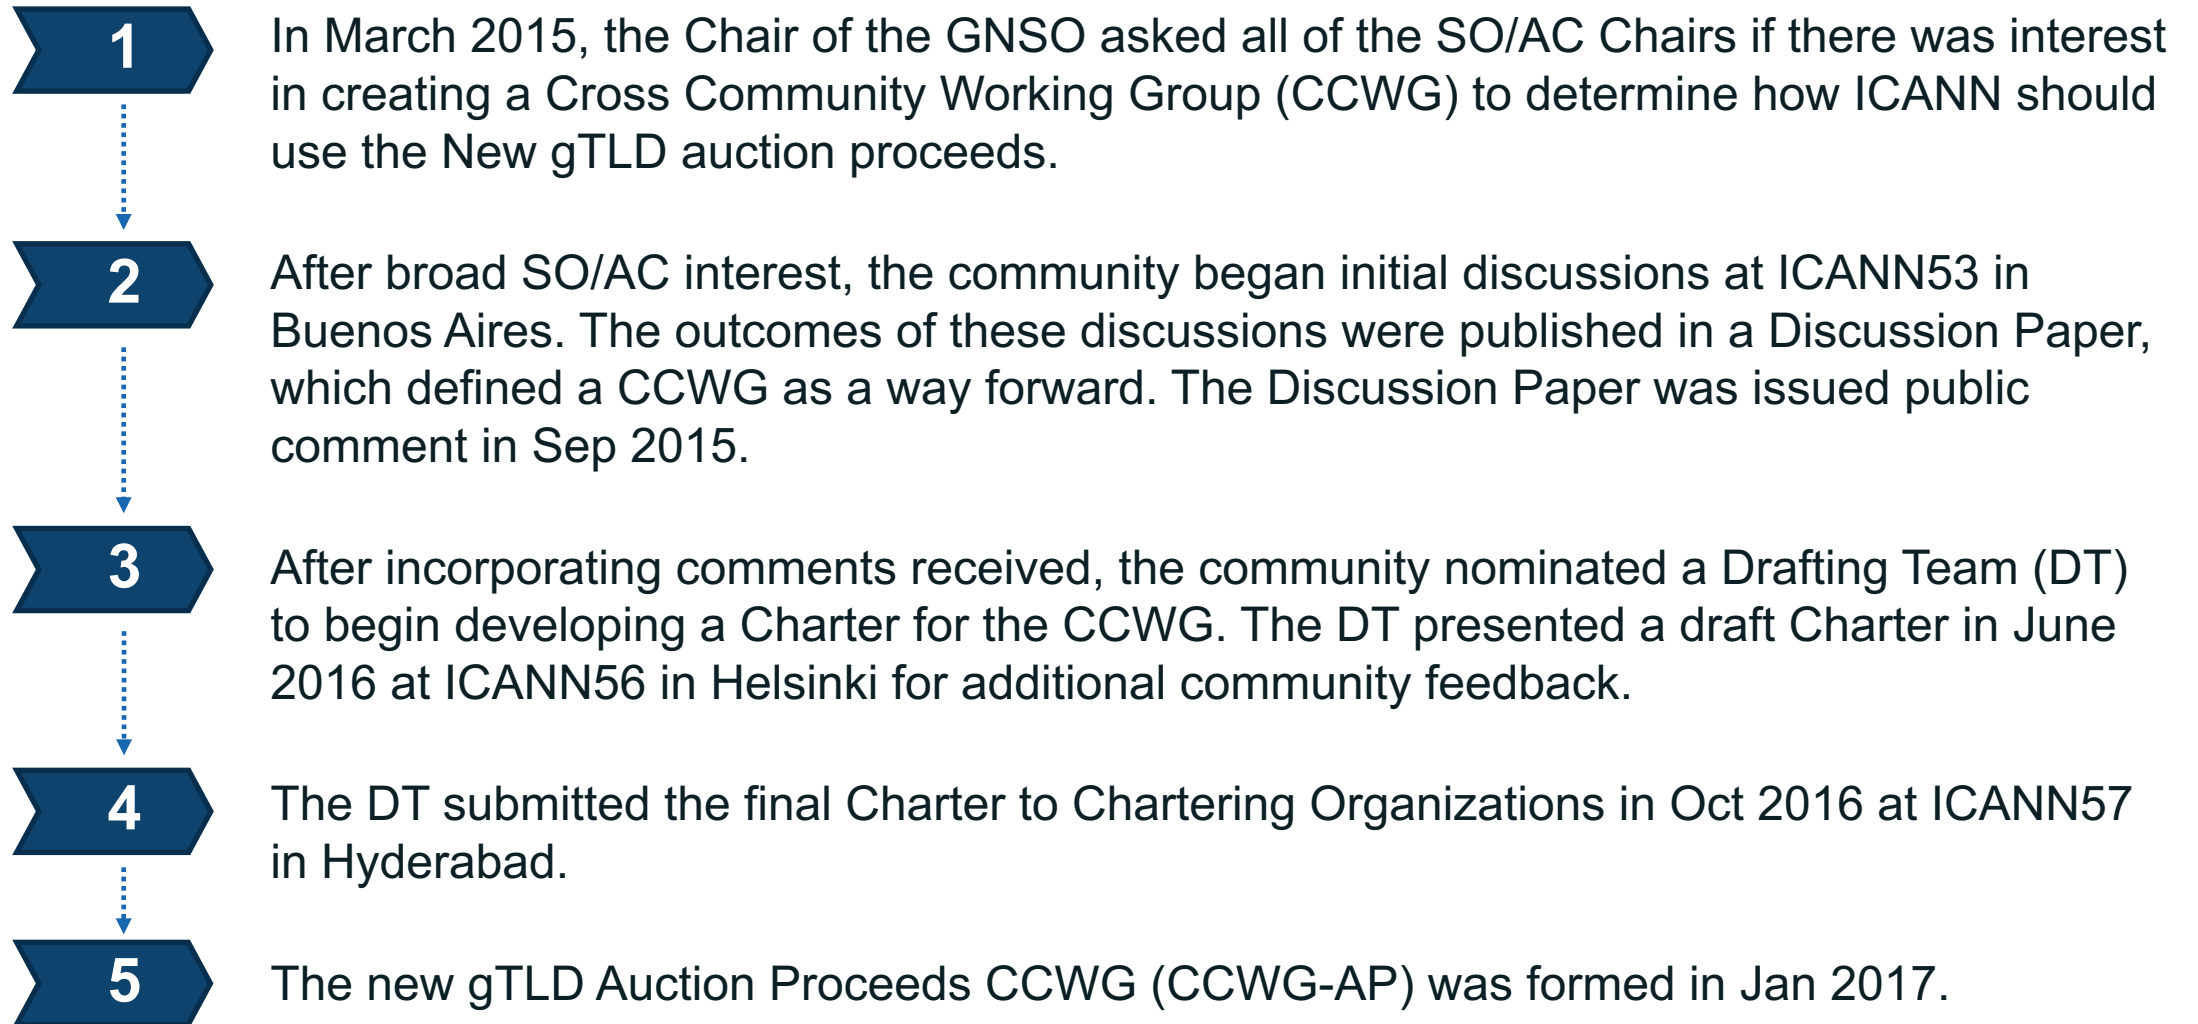 1
In March 2015, the Chair of the GNSO asked all of the SO/AC Chairs if there was interest
in creating a Cross Community Working Group (CCWG) to determine how ICANN should
use the New gTLD auction proceeds.
2
After broad SO/AC interest, the community began initial discussions at ICANN53 in
Buenos Aires. The outcomes of these discussions were published in a Discussion Paper,
which defined a CCWG as a way forward. The Discussion Paper was issued public
comment in Sep 2015.
3
After incorporating comments received, the community nominated a Drafting Team (DT)
to begin developing a Charter for the CCWG. The DT presented a draft Charter in June
2016 at ICANN56 in Helsinki for additional community feedback.
4
The DT submitted the final Charter to Chartering Organizations in Oct 2016 at ICANN57
in Hyderabad.
5
The new gTLD Auction Proceeds CCWG (CCWG-AP) was formed in Jan 2017.